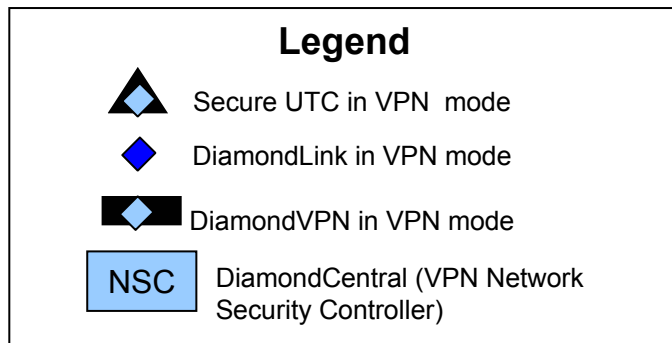 Legend
Secure UTC in VPN mode
DiamondLink in VPN mode
DiamondVPN in VPN mode
NSC
DiamondCentral (VPN Network
Security Controller)